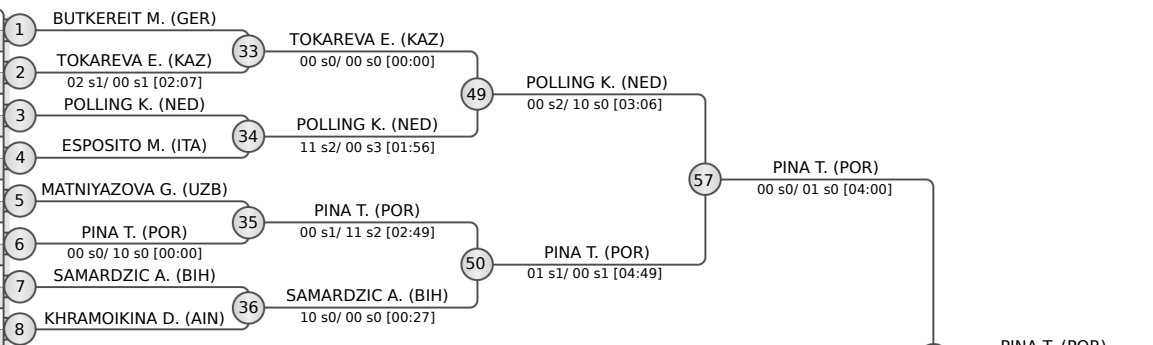 1
BUTKEREIT M. (GER)
2
TOKAREVA E. (KAZ)
02 s1/ 00 s1 [02:07]
3
POLLING K. (NED)
4
ESPOSITO M. (ITA)
5
MATNIYAZOVA G. (UZB)
6
PINA T. (POR)
00 s0/ 10 s0 [00:00]
7
SAMARDZIC A. (BIH)
8
KHRAMOIKINA D. (AIN)
33
TOKAREVA E. (KAZ)
00 s0/ 00 s0 [00:00]
34
POLLING K. (NED)
11 s2/ 00 s3 [01:56]
35
PINA T. (POR)
00 s1/ 11 s2 [02:49]
36
SAMARDZIC A. (BIH)
10 s0/ 00 s0 [00:27]
49
POLLING K. (NED)
00 s2/ 10 s0 [03:06]
50
PINA T. (POR)
01 s1/ 00 s1 [04:49]
57
PINA T. (POR)
00 s0/ 01 s0 [04:00]
PINA T. (POR)